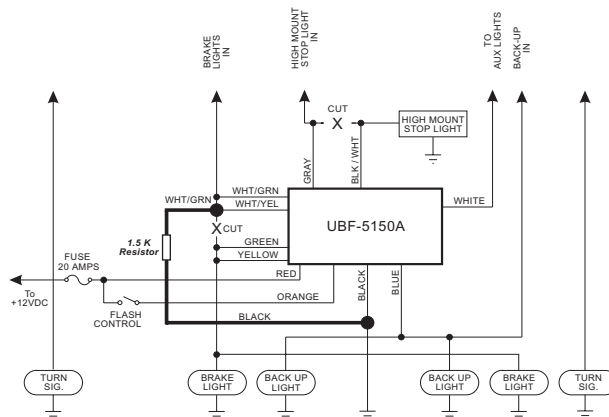 BRAKE
LIGHTS
IN
HIGH MOUNT
STOP LIGHT
IN
TO
AUX LIGHTS
BACK-UP
IN
CUT
X
HIGH MOUNT
STOP LIGHT
GRAY
BLK / WHT
WHT/GRN
WHT/GRN
WHT/YEL
WHITE
UBF-5150A
X CUT
1.5 K
Resistor
GREEN
YELLOW
FUSE
20 AMPS
RED
BLACK
BLUE
To
+12VDC
ORANGE
FLASH
CONTROL
BLACK
TURN
SIG.
BRAKE
LIGHT
BACK UP
LIGHT
BACK UP
LIGHT
BRAKE
LIGHT
TURN
SIG.